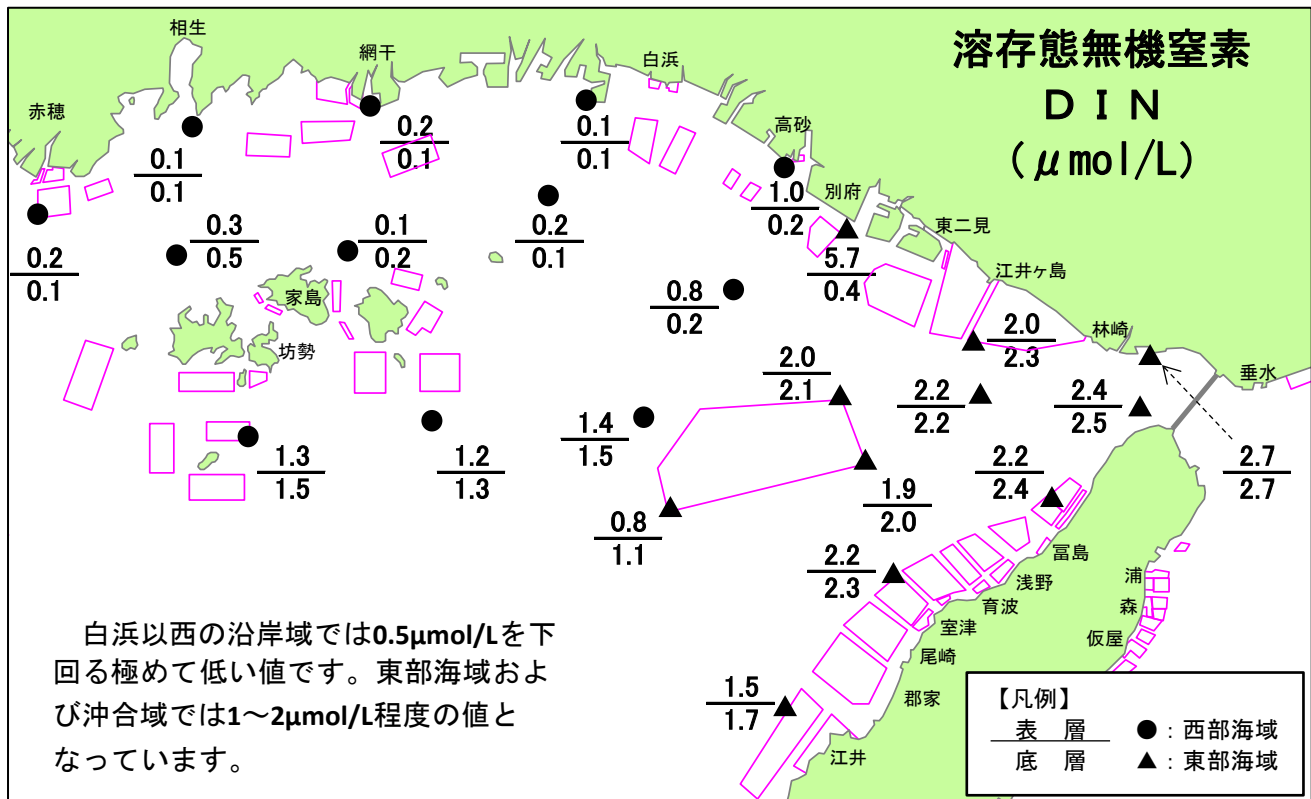 溶存態無機窒素
ＤＩＮ
(μmol/L)
相生
網干
白浜
赤穂
高砂
別府
東二見
江井ヶ島
林崎
垂水
家島
坊勢
0.1
0.1
0.2
0.1
0.1
0.1
1.0
0.2
0.2
0.1
0.3
0.5
0.1
0.2
0.2
0.1
5.7
0.4
0.8
0.2
2.0
2.3
2.0
2.1
2.2
2.2
2.4
2.5
2.7
2.7
1.3
1.5
1.2
1.3
1.4
1.5
2.2
2.4
1.9
2.0
0.8
1.1
2.2
2.3
1.5
1.7
冨島
浅野
育波
室津
尾崎
郡家
江井
浦
森
仮屋
白浜以西の沿岸域では0.5μmol/Lを下
回る極めて低い値です。東部海域およ
び沖合域では1～2μmol/L程度の値と
なっています。
【凡例】
表　層　●：西部海域
底　層　▲：東部海域